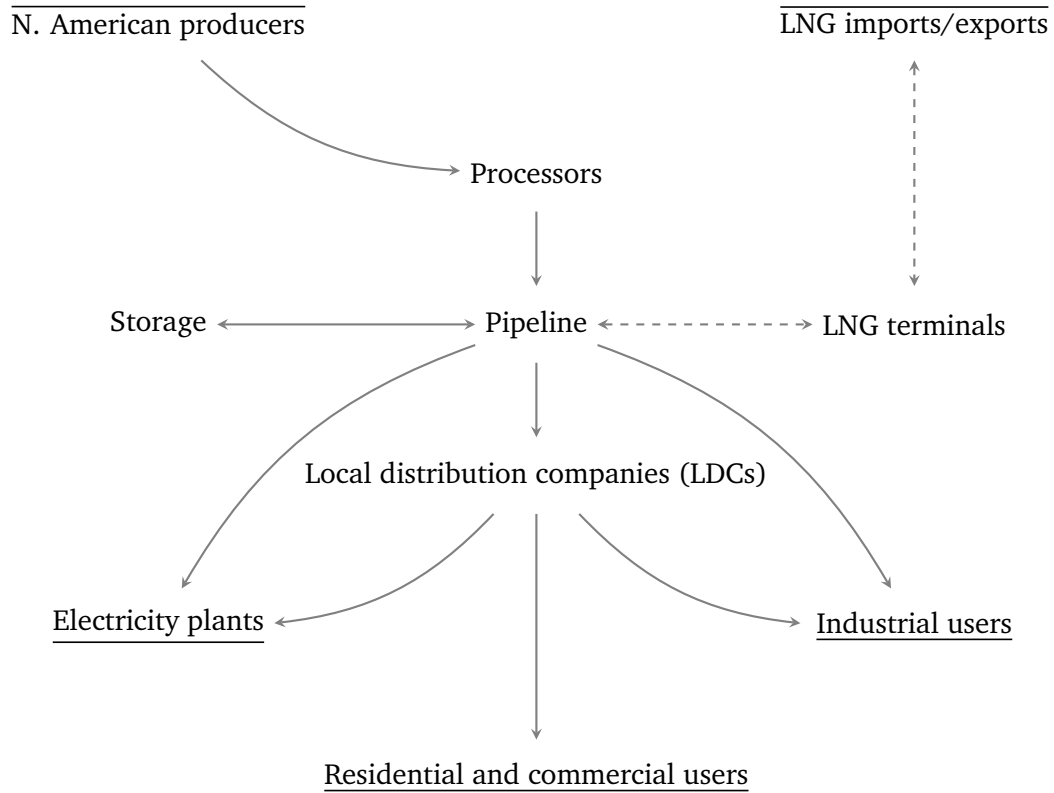 N. American producers
LNG imports/exports
Processors
Storage
Pipeline
LNG terminals
Local distribution companies (LDCs)
Electricity plants
Industrial users
Residential and commercial users